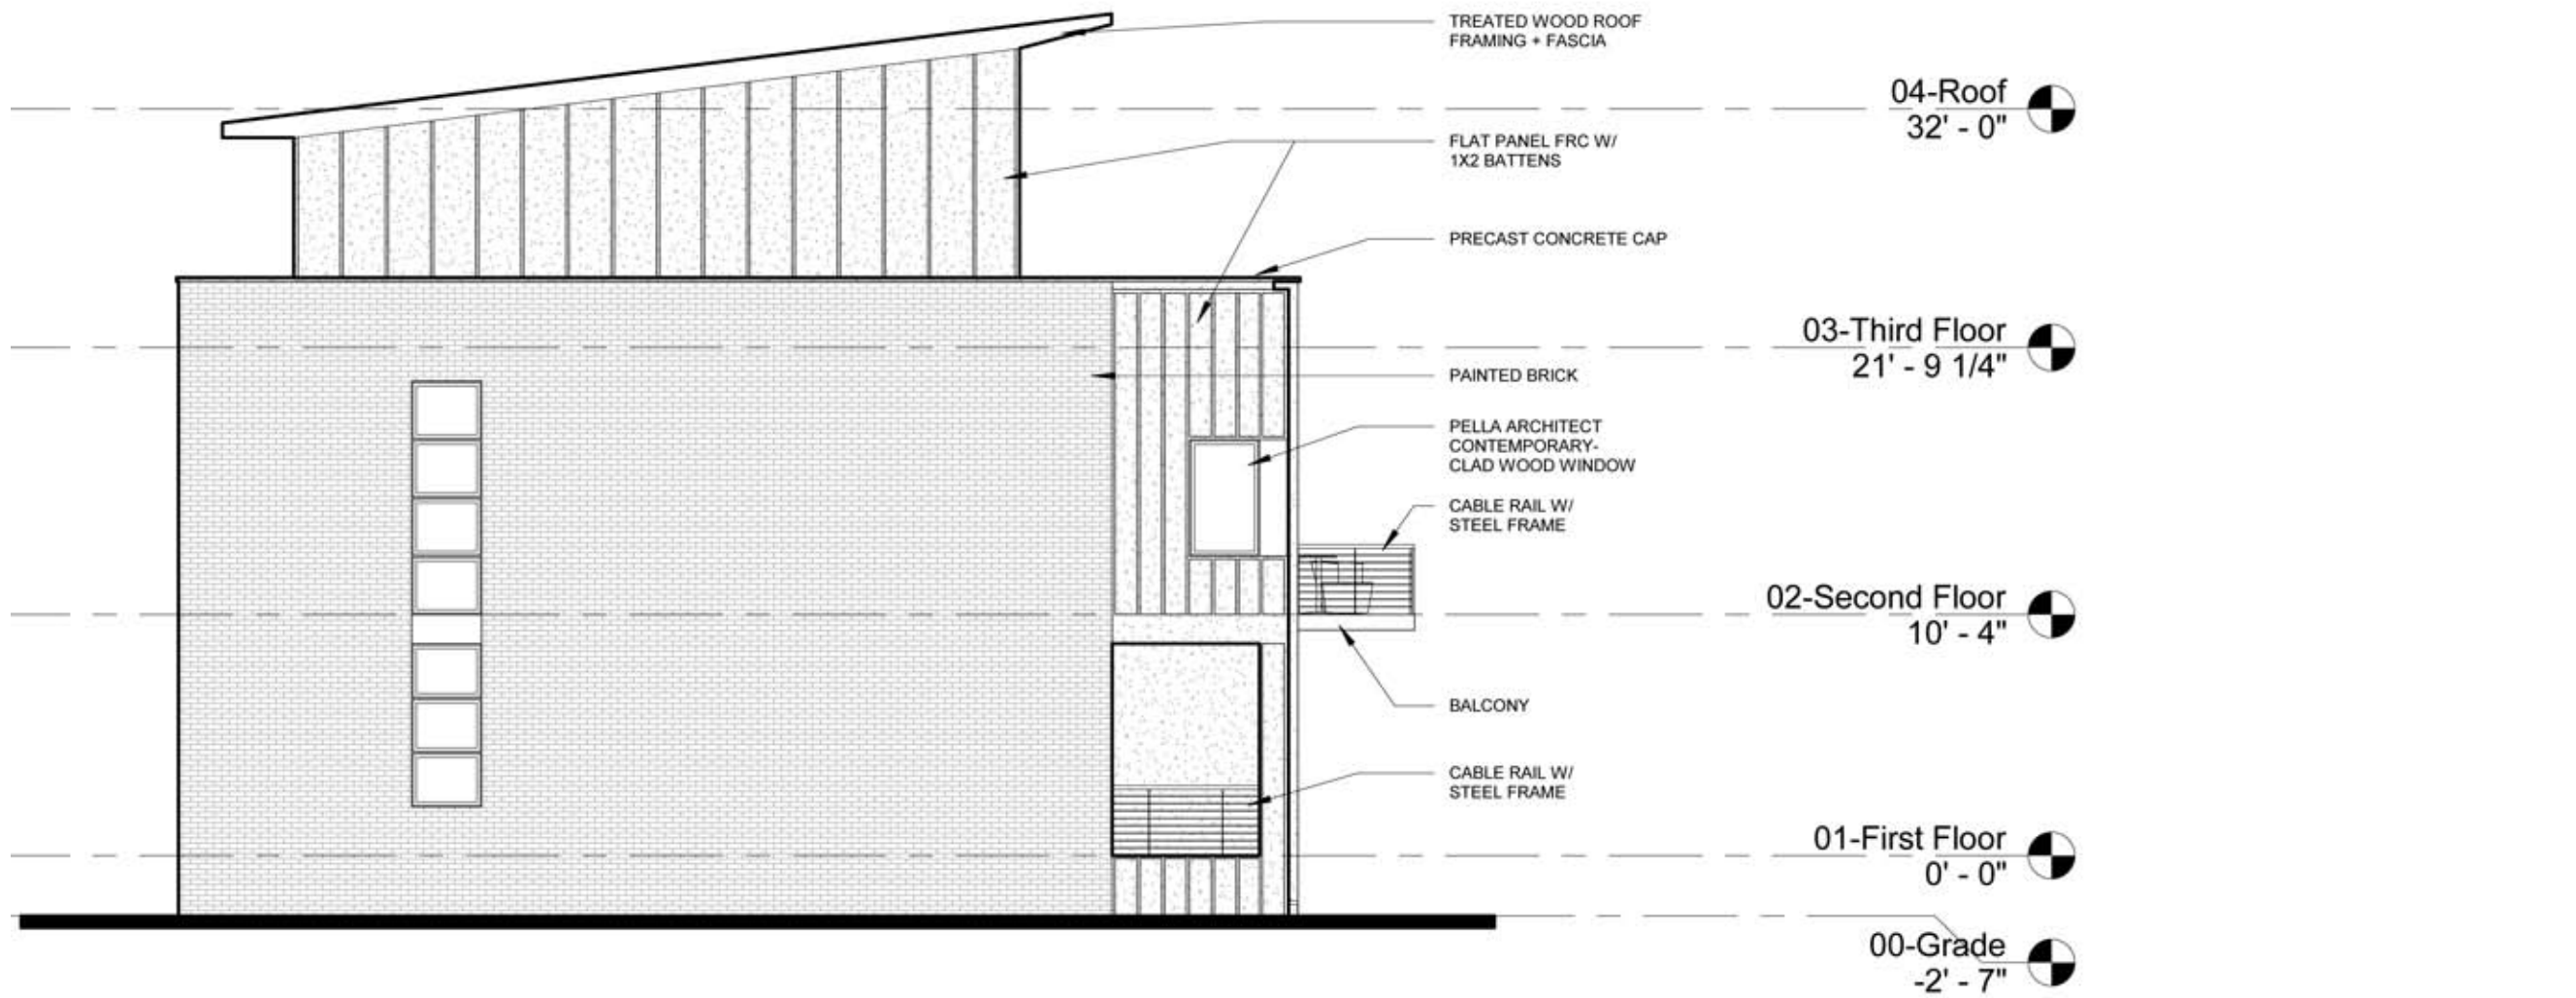 TREATED WOOD ROOF
FRAMING + FASCIA
04-Roof
32' - 0"
FLAT PANEL FRC W/
1X2 BATTENS
PRECAST CONCRETE CAP
03-Third Floor
21' - 9 1/4"
PAINTED BRICK
PELLA ARCHITECT
CONTEMPORARY-
CLAD WOOD WINDOW
CABLE RAIL W/
STEEL FRAME
02-Second Floor
10' - 4"
BALCONY
CABLE RAIL W/
STEEL FRAME
01-First Floor
0' - 0"
00-Grade
-2' - 7"